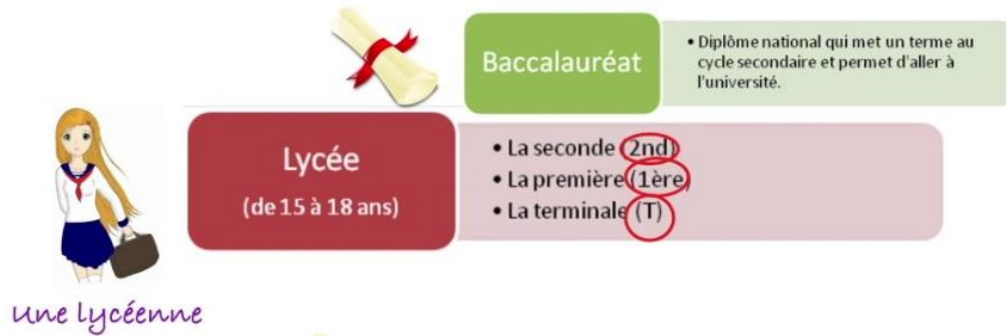 Baccalauréat
• Diplôme national qui met un terme au
cycle secondaire et permet d'aller à
l'université.
Lycée
(de 15 à 18 ans)
• La seconde (2nd)
• La première (1ère)
• La terminale (T)
une lycéenne